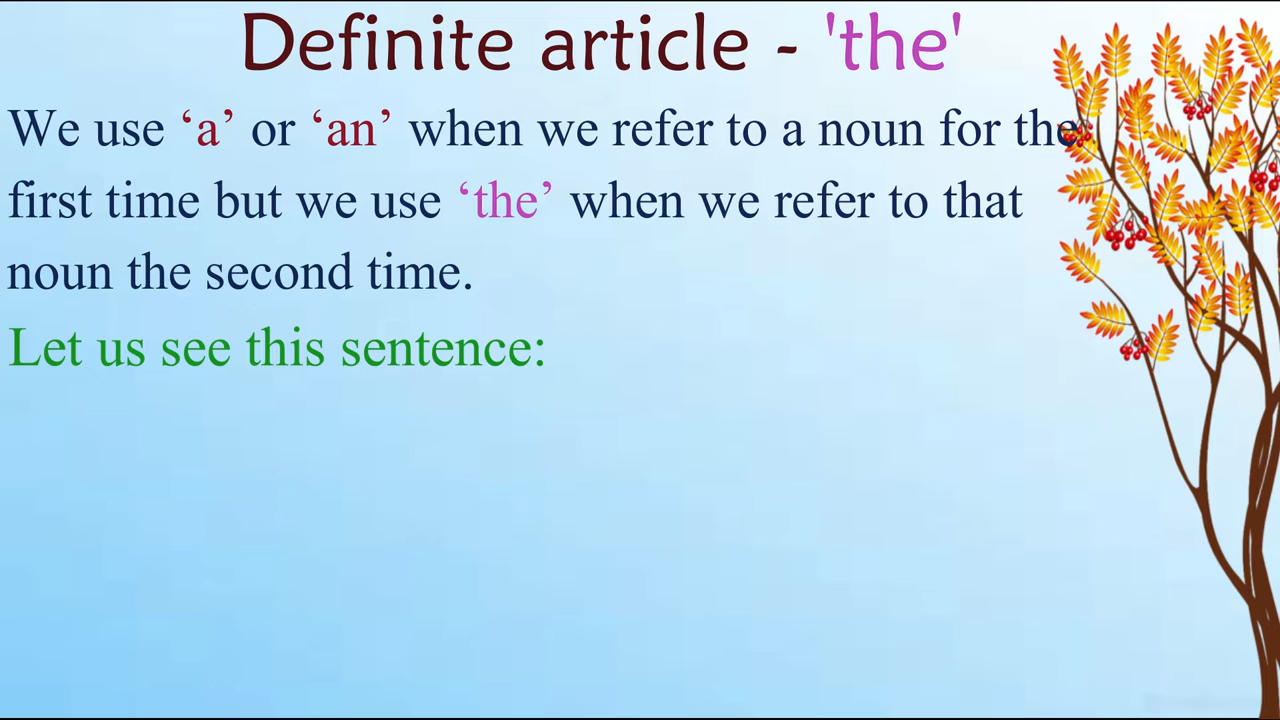 Definite article - 'the'
We use ‘a’ or ‘an’ when we refer to a noun for the
first time but we use ‘the’ when we refer to that
noun the second time.
Let us see this sentence: